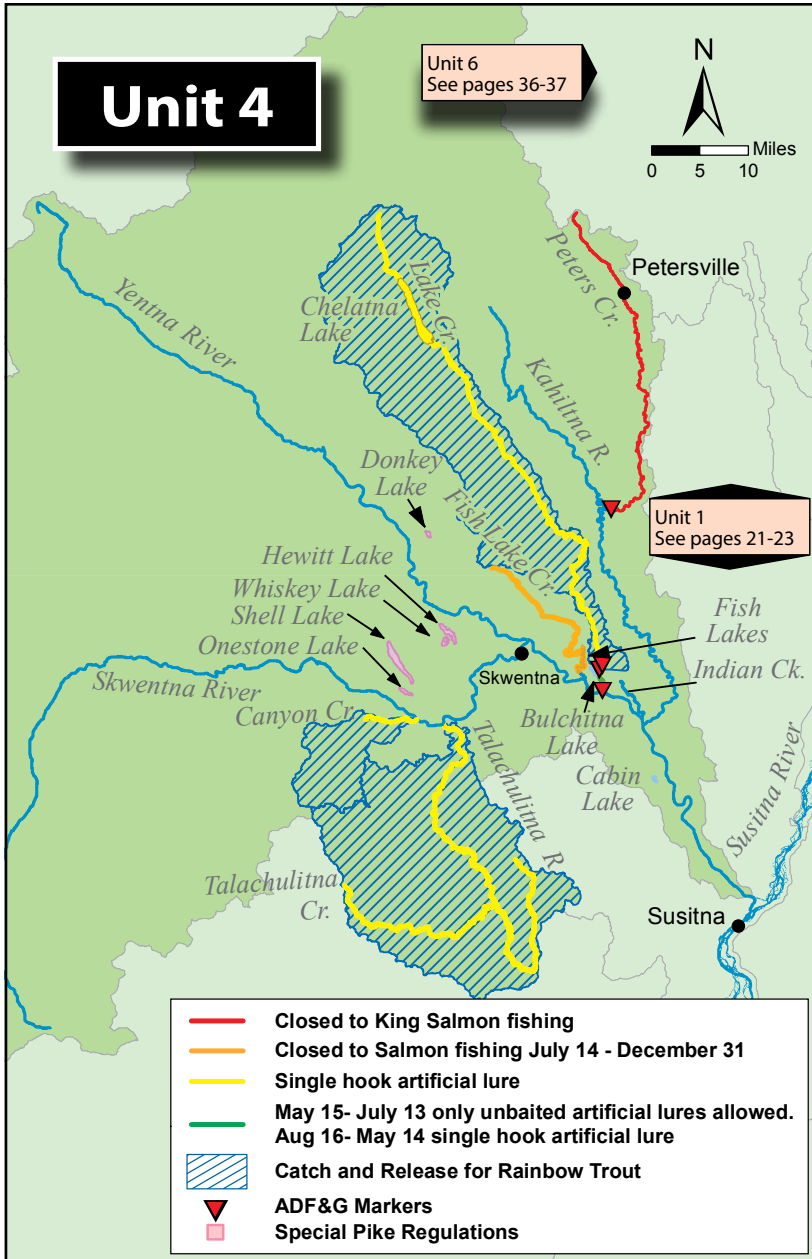 Unit 4
Unit 6
See pages 36-37
N
Miles
0 5 10
Peters Cr.
Petersville
Yentna River
Chelatna
Lake
Lake Cr.
Kahiltna R.
Donkey
Lake
Unit 1
See pages 21-23
Fish Lake Cr.
Hewitt Lake
Whiskey Lake
Shell Lake
Onestone Lake
Fish
Lakes
Skwentna
Indian Ck.
Skwentna River
Canyon Cr.
Bulchitna
Lake
Talachulitna R.
Cabin
Lake
Susitna River
Talachulitna
Cr.
Susitna
Closed to King Salmon fishing
Closed to Salmon fishing July 14 - December 31
Single hook artificial lure
May 15- July 13 only unbaited artificial lures allowed.
Aug 16- May 14 single hook artificial lure
Catch and Release for Rainbow Trout
ADF&G Markers
Special Pike Regulations